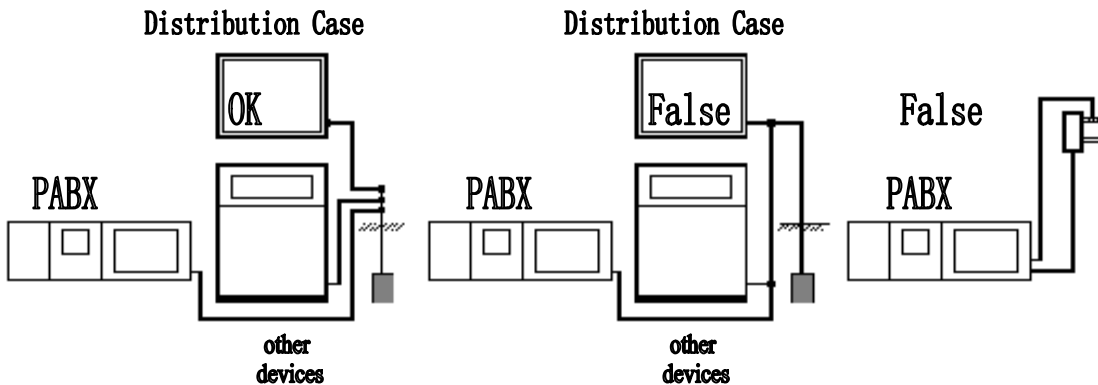 Distribution Case
OK
PABX
other
devices
Distribution Case
False
PABX
other
devices
False
PABX